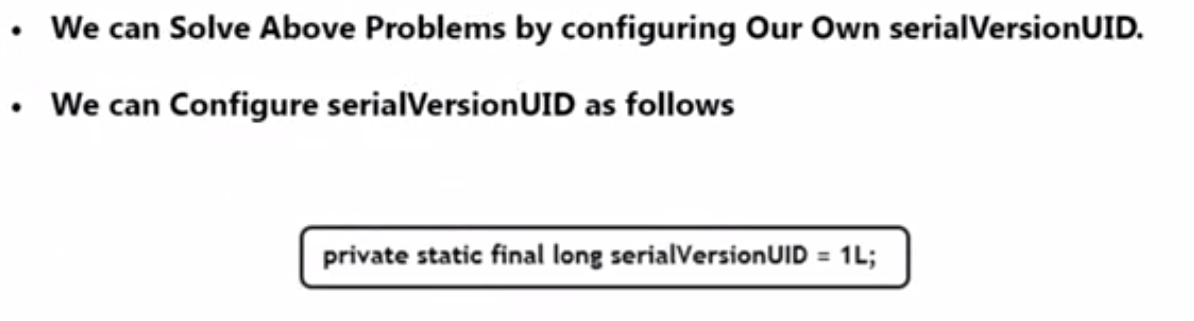 • We can Solve Above Problems by configuring Our Own serialVersionUID.
• We can Configure serialVersionUID as follows
private static final long serialVersionUID = 1L;